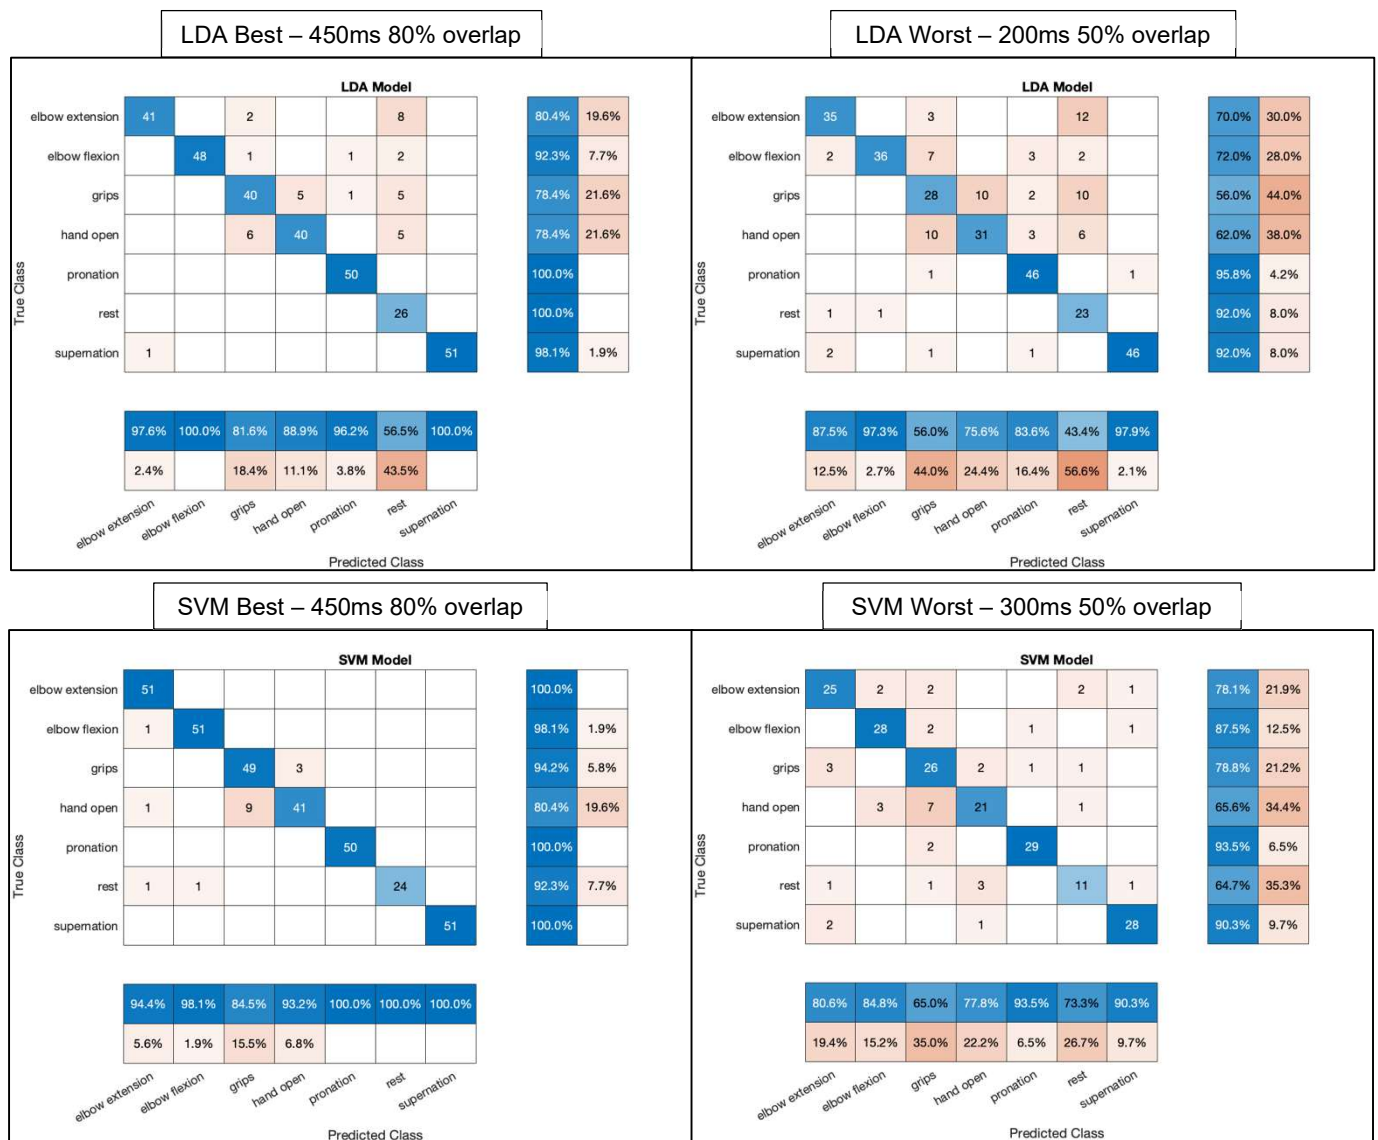 LDA Best – 450ms 80% overlap
LDA Worst – 200ms 50% overlap
LDA Model
elbow extension 41 2 8 80.4% 19.6%
elbow flexion 48 1 1 2 92.3% 7.7%
grips 40 5 1 5 78.4% 21.6%
hand open 6 40 5 78.4% 21.6%
pronation 50 100.0%
rest 26 100.0%
supernation 1 51 98.1% 1.9%
True Class
97.6% 100.0% 81.6% 88.9% 96.2% 56.5% 100.0%
2.4% 18.4% 11.1% 3.8% 43.5%
elbow extension elbow flexion grips hand open pronation rest supernation
Predicted Class
LDA Model
elbow extension 35 3 12 70.0% 30.0%
elbow flexion 2 36 7 3 2 72.0% 28.0%
grips 28 10 2 10 56.0% 44.0%
hand open 10 31 3 6 62.0% 38.0%
pronation 1 46 1 95.8% 4.2%
rest 1 1 23 92.0% 8.0%
supernation 2 1 1 46 92.0% 8.0%
True Class
87.5% 97.3% 56.0% 75.6% 83.6% 43.4% 97.9%
12.5% 2.7% 44.0% 24.4% 16.4% 56.6% 2.1%
elbow extension elbow flexion grips hand open pronation rest supernation
Predicted Class
SVM Best – 450ms 80% overlap
SVM Worst – 300ms 50% overlap
SVM Model
elbow extension 51 100.0%
elbow flexion 1 51 98.1% 1.9%
grips 49 3 94.2% 5.8%
hand open 1 9 41 80.4% 19.6%
pronation 50 100.0%
rest 1 1 24 92.3% 7.7%
supernation 51 100.0%
True Class
94.4% 98.1% 84.5% 93.2% 100.0% 100.0% 100.0%
5.6% 1.9% 15.5% 6.8%
elbow extension elbow flexion grips hand open pronation rest supernation
Predicted Class
SVM Model
elbow extension 25 2 2 2 1 78.1% 21.9%
elbow flexion 28 2 1 1 87.5% 12.5%
grips 3 26 2 1 1 78.8% 21.2%
hand open 3 7 21 1 65.6% 34.4%
pronation 2 29 93.5% 6.5%
rest 1 1 3 11 1 64.7% 35.3%
supernation 2 1 28 90.3% 9.7%
True Class
80.6% 84.8% 65.0% 77.8% 93.5% 73.3% 90.3%
19.4% 15.2% 35.0% 22.2% 6.5% 26.7% 9.7%
elbow extension elbow flexion grips hand open pronation rest supernation
Predicted Class